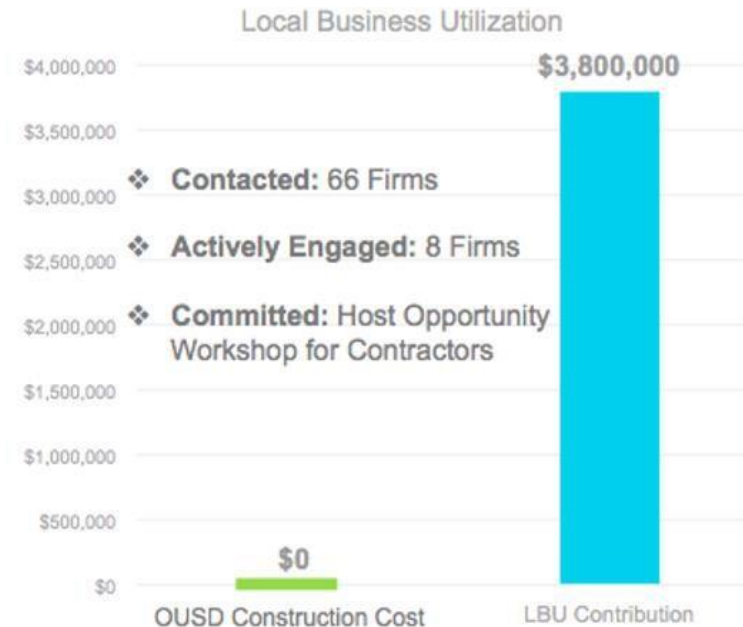 Local Business Utilization
$4,000,000
$3,800,000
$3,500,000
❖ Contacted: 66 Firms
$3,000,000
❖ Actively Engaged: 8 Firms
$2,500,000
❖ Committed: Host Opportunity
$2,000,000
Workshop for Contractors
$1,500,000
$1,000,000
$500,000
$0
$0
OUSD Construction Cost
LBU Contribution